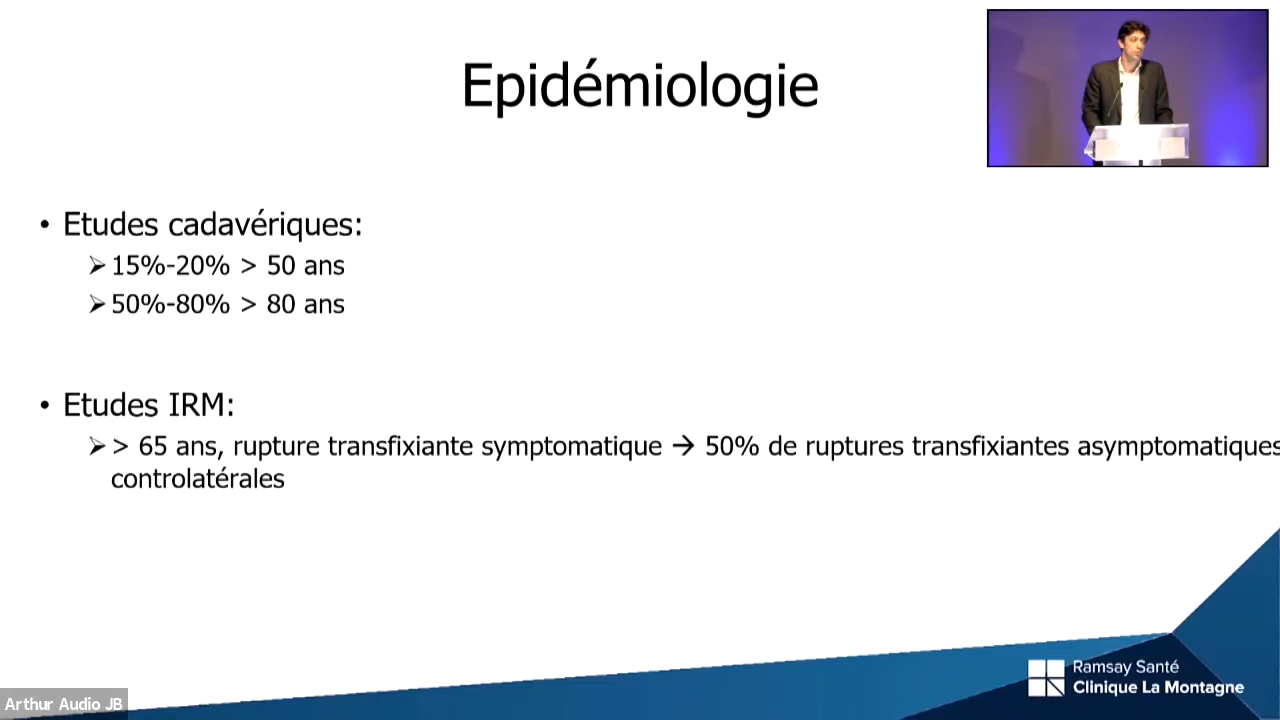 Epidémiologie
• Etudes cadavériques:
➢ 15%-20% > 50 ans
➢ 50%-80% > 80 ans
• Etudes IRM:
➢ > 65 ans, rupture transfixiante symptomatique → 50% de ruptures transfixiantes asymptomatiques
controlatérales
Ramsay Santé
Clinique La Montagne
Arthur Audio JB